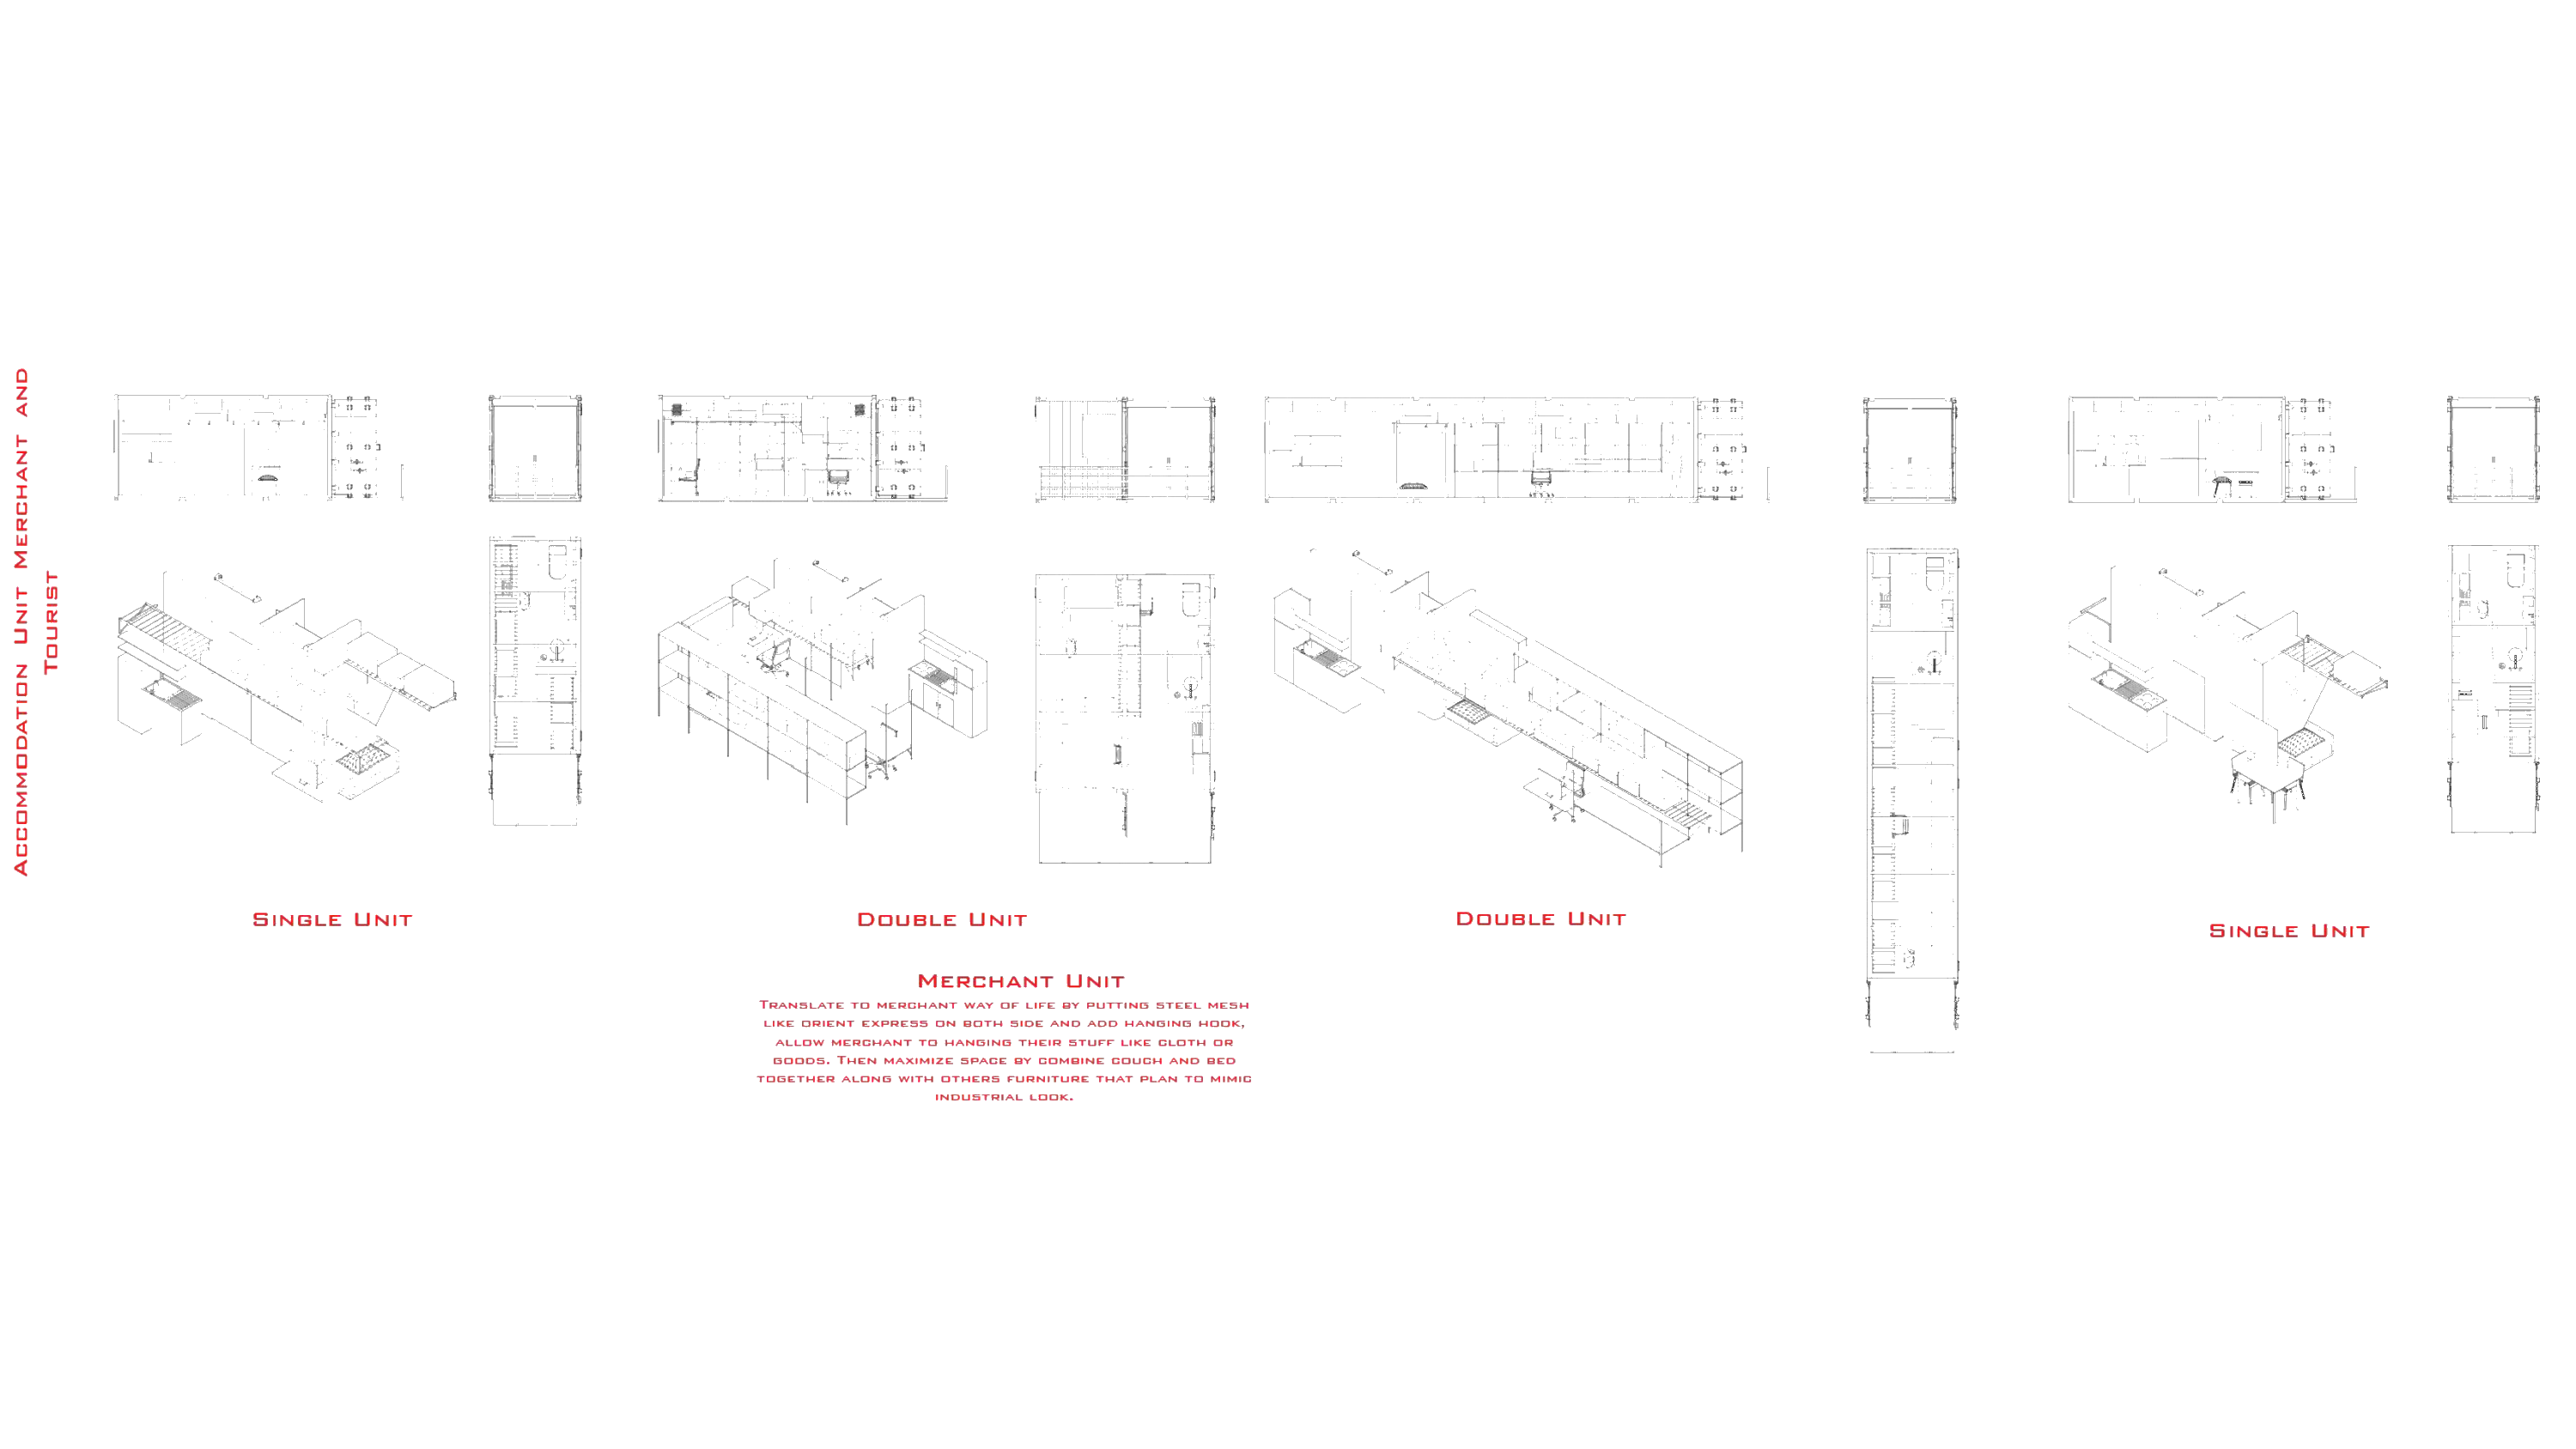 Accommodation Unit Merchant and
Tourist
Single Unit
Double Unit
Double Unit
Single Unit
Merchant Unit
Translate to merchant way of life by putting steel mesh
like orient express on both side and add hanging hook,
allow merchant to hanging their stuff like cloth or
goods. Then maximize space by combine couch and bed
together along with others furniture that plan to mimic
industrial look.